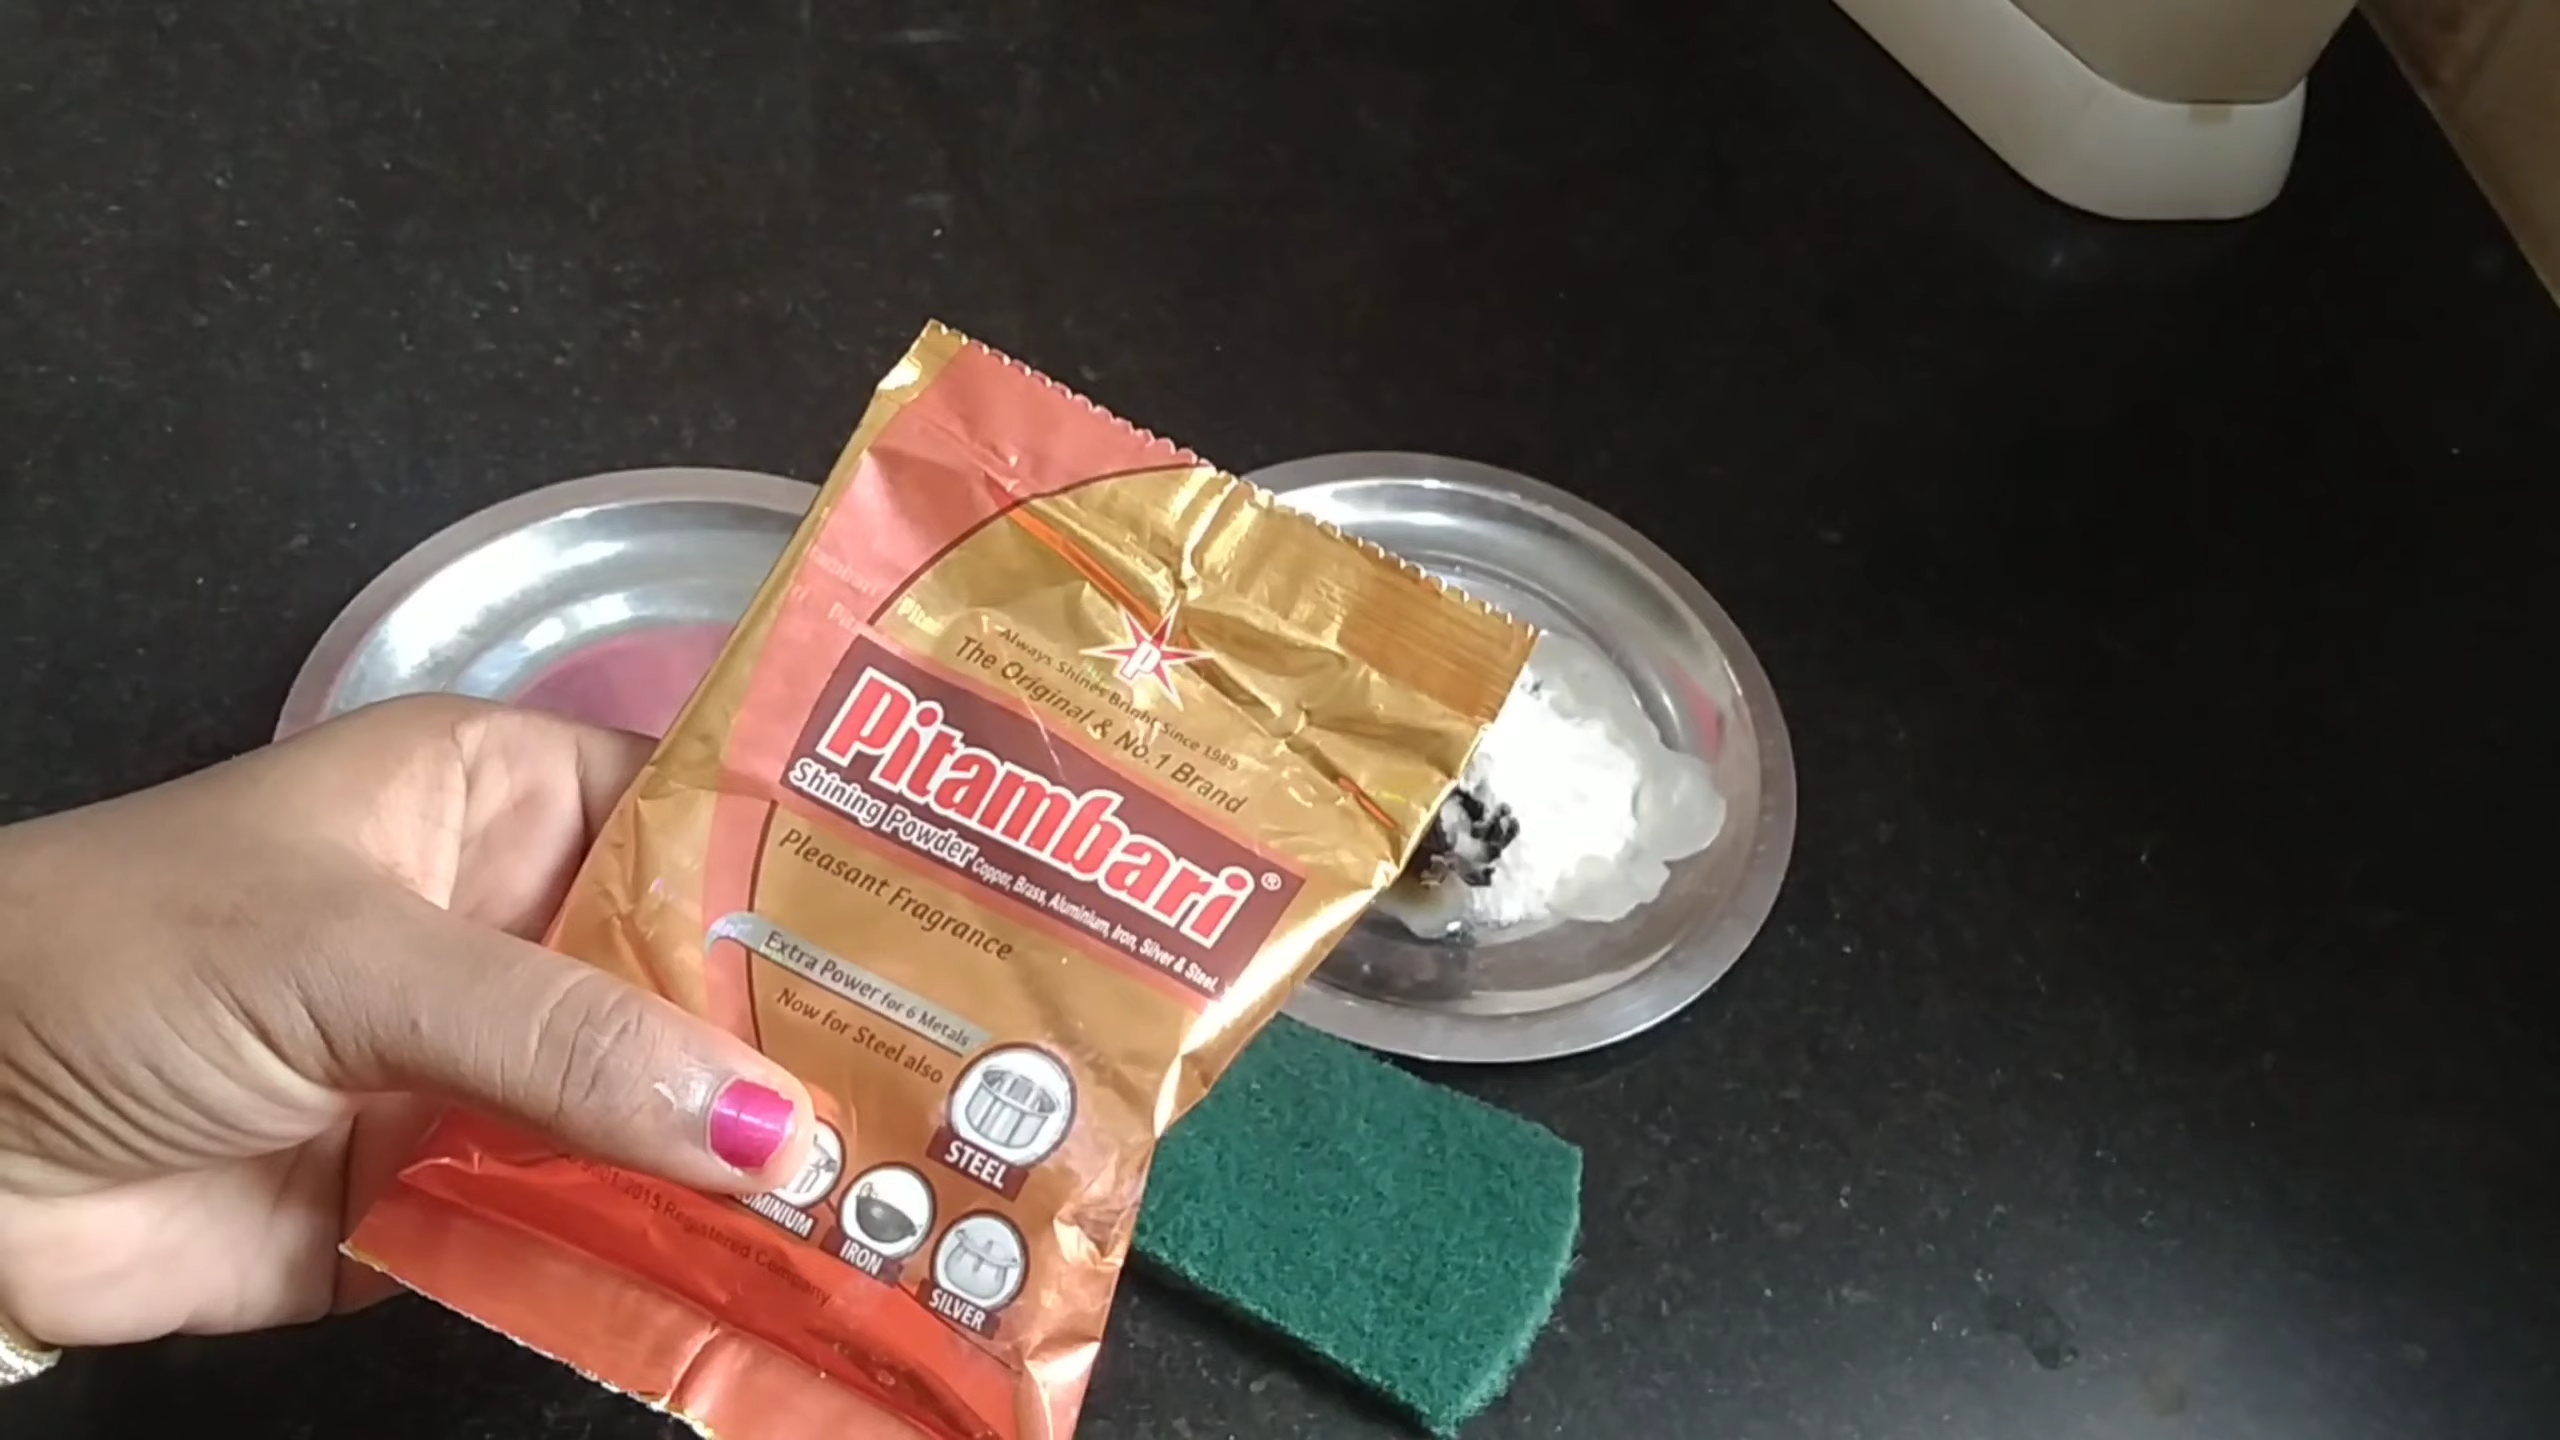 Always Shines Bright Since 1989
The Original & No.1 Brand
P
Pitambari®
Shining Powder Copper, Brass, Aluminium, Iron, Silver & Steel.
Pleasant Fragrance
Extra Power for 6 Metals
Now for Steel also
STEEL
IRON
SILVER
2015 Registered Company